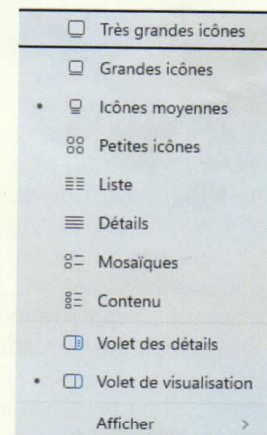 Très grandes icônes
Grandes icônes
Icônes moyennes
Petites icônes
Liste
Détails
Mosaïques
Contenu
Volet des détails
Volet de visualisation
Afficher